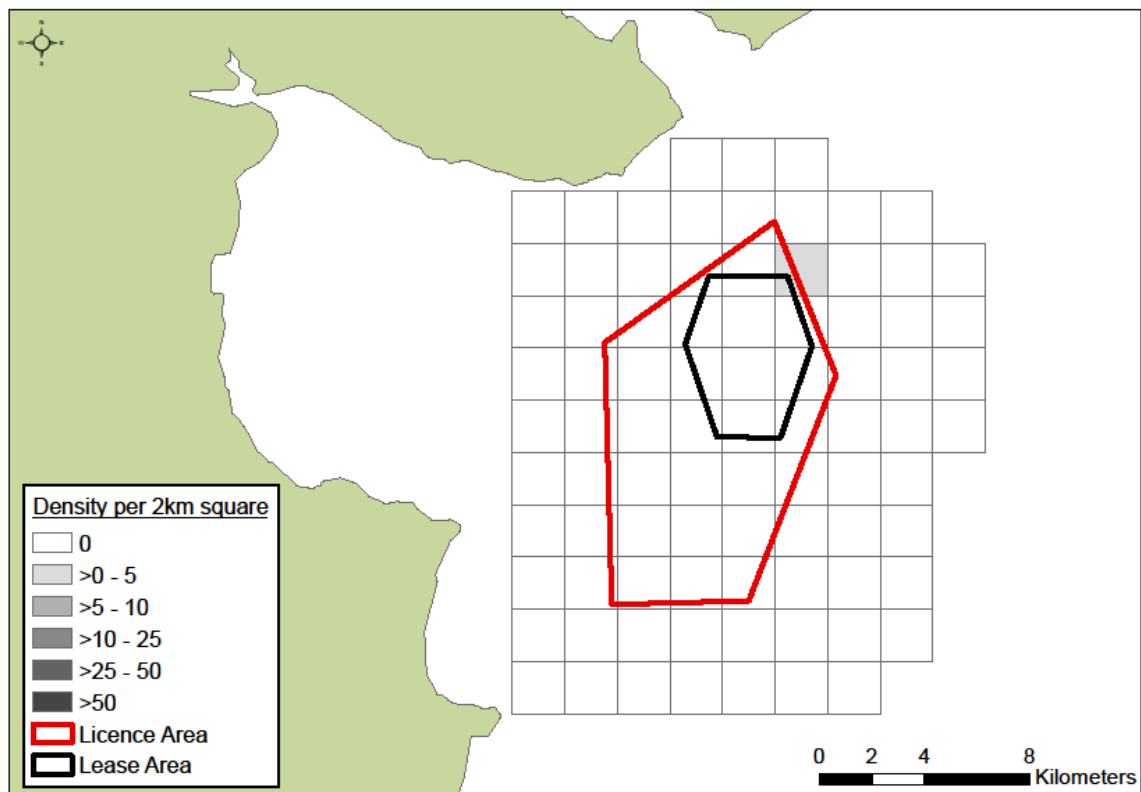 N
S
Density per 2km square
0
>0 - 5
>5 - 10
>10 - 25
>25 - 50
>50
Licence Area
Lease Area
0 2 4 8
Kilometers